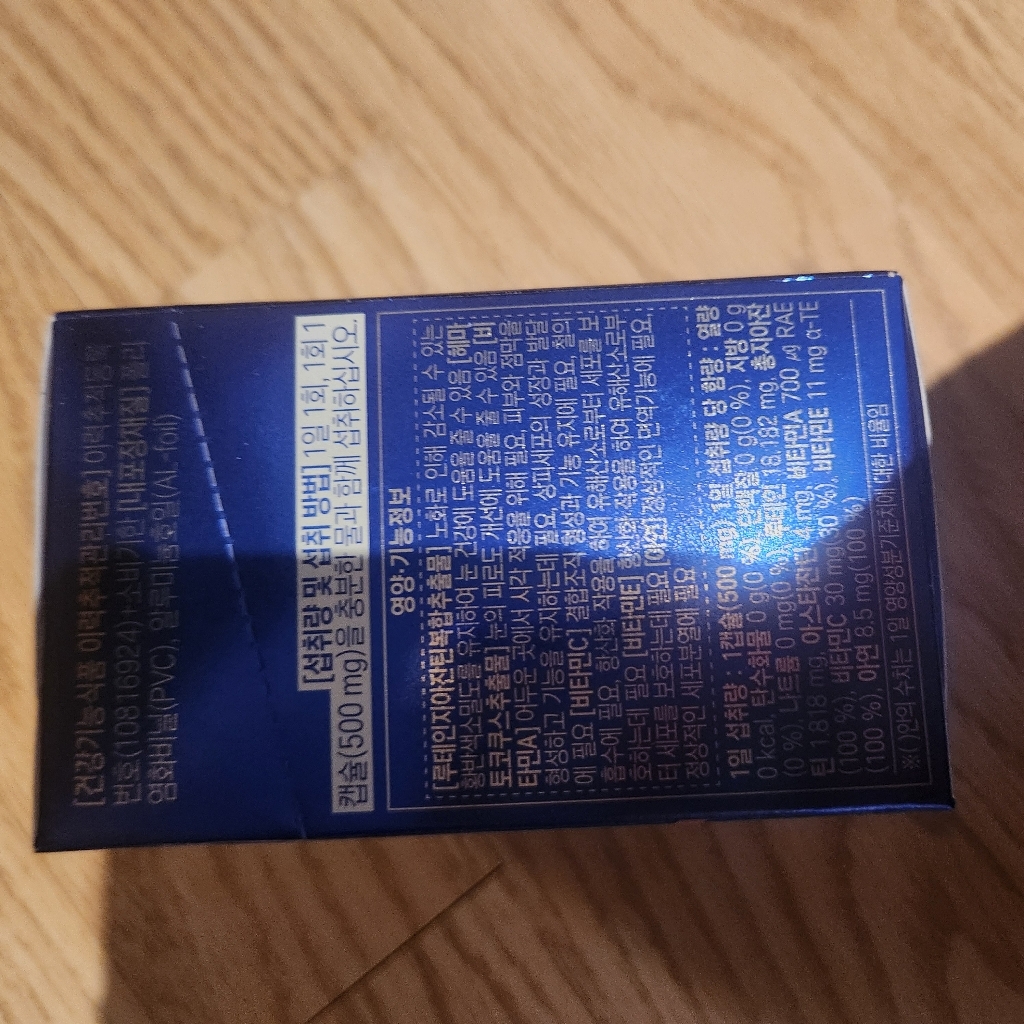 [건강기능식품 이력추적관리번호] 이력추적등록
번호(10816924)+소비기한 [내포장재질] 폴리
염화비닐(PVC), 알루미늄호일(AL-foil)
[섭취량 및 섭취 방법] 1일 1회, 1회 1
캡슐(500 mg)을 충분한 물과 함께 섭취하십시오.
영양·기능정보
[루테인지아잔틴복합추출물] 노화로 인해 감소될 수 있는
황반색소밀도를 유지하여 눈 건강에 도움을 줄 수 있음 [헤마
토코쿠스추출물] 눈의 피로도 개선에 도움을 줄 수 있음 [비
타민A] 어두운 곳에서 시각 적응을 위해 필요, 피부와 점막을
형성하고 기능을 유지하는데 필요, 상피세포의 성장과 발달
에 필요 [비타민C] 결합조직 형성과 기능 유지에 필요, 철의
흡수에 필요, 항산화 작용을 하여 유해산소로부터 세포를 보
호하는데 필요 [비타민E] 항산화 작용을 하여 유해산소로부
터 세포를 보호하는데 필요 [아연] 정상적인 면역기능에 필요,
정상적인 세포분열에 필요
1일 섭취량 : 1캡슐(500 mg), 1일 섭취량 당 함량 : 열량
0 kcal, 탄수화물 0 g(0 %), 단백질 0 g(0 %), 지방 0 g
(0 %), 나트륨 0 mg(0 %), 루테인 18.182 mg, 총지아잔
틴 1.818 mg, 아스타잔틴 4 mg, 비타민A 700 μg RAE
(100 %), 비타민C 30 mg(30 %), 비타민E 11 mg α-TE
(100 %), 아연 8.5 mg(100 %)
※( )안의 수치는 1일 영양성분 기준치에 대한 비율임